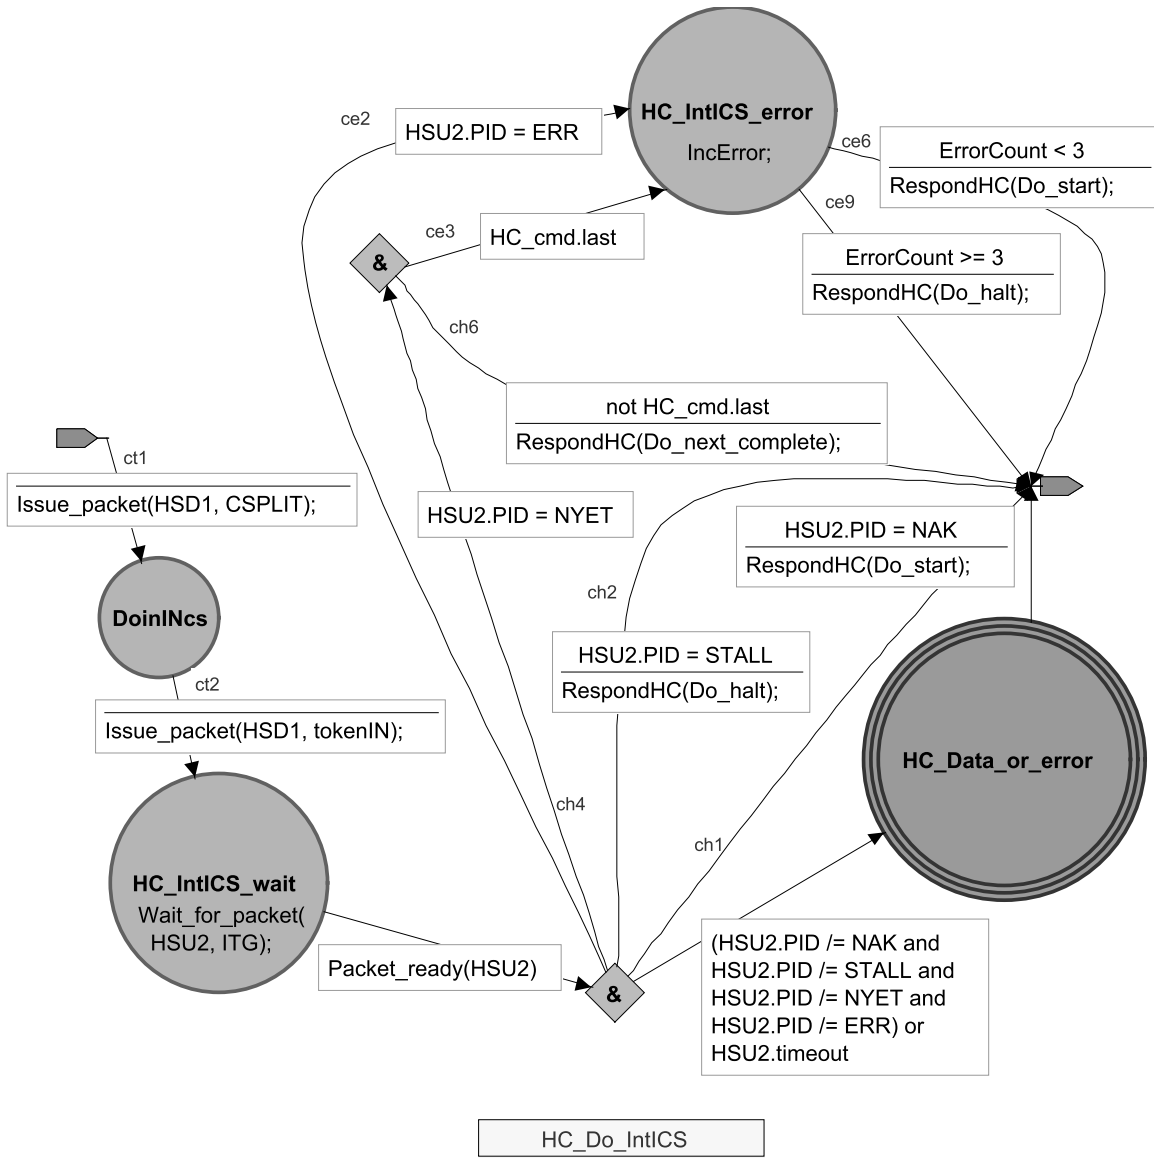 ce2
HSU2.PID = ERR
HC_IntICS_error
IncError;
ce6
ErrorCount < 3
RespondHC(Do_start);
ce9
ErrorCount >= 3
RespondHC(Do_halt);
ce3
HC_cmd.last
&
ch6
not HC_cmd.last
RespondHC(Do_next_complete);
ct1
Issue_packet(HSD1, CSPLIT);
HSU2.PID = NYET
HSU2.PID = NAK
RespondHC(Do_start);
DoinINcs
ch2
HSU2.PID = STALL
RespondHC(Do_halt);
ct2
Issue_packet(HSD1, tokenIN);
HC_Data_or_error
ch4
ch1
HC_IntICS_wait
Wait_for_packet(
HSU2, ITG);
Packet_ready(HSU2)
&
(HSU2.PID /= NAK and
HSU2.PID /= STALL and
HSU2.PID /= NYET and
HSU2.PID /= ERR) or
HSU2.timeout
HC_Do_IntICS